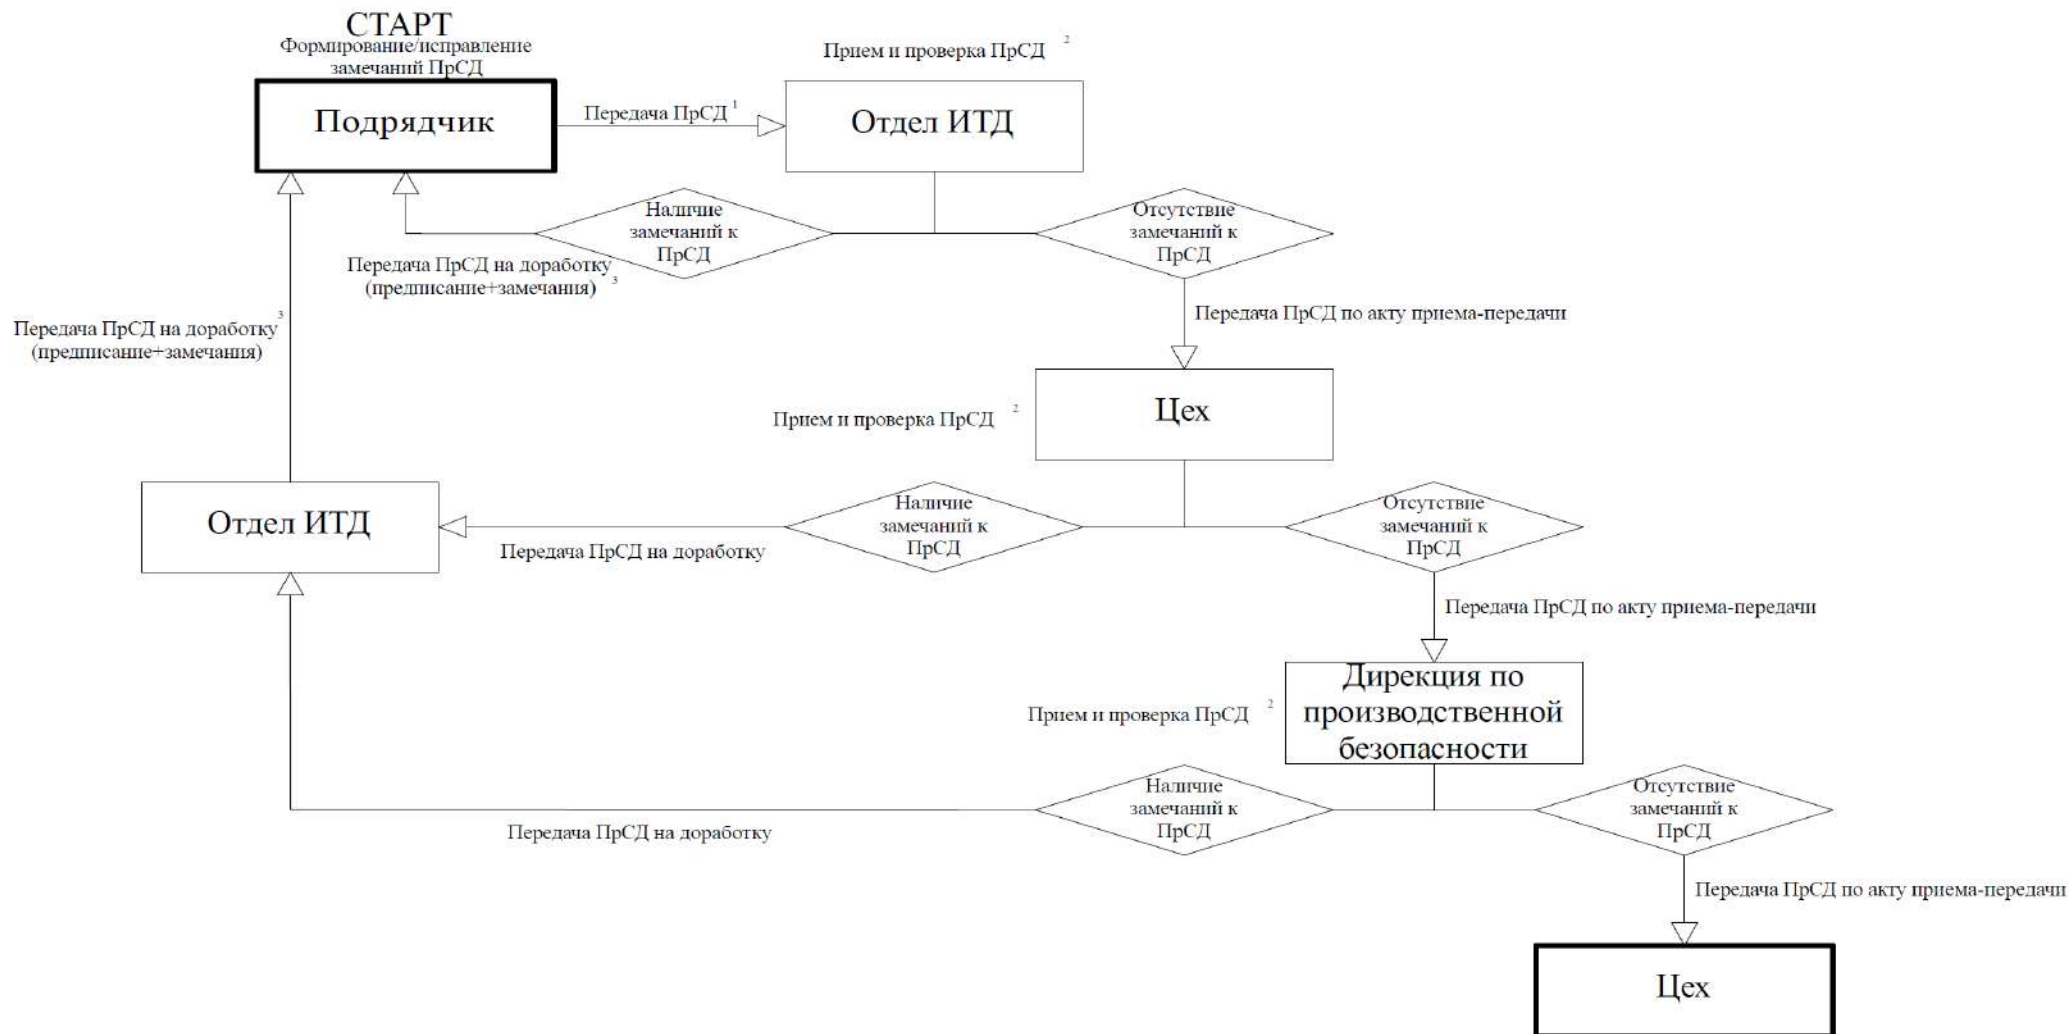 СТАРТ
Формирование/исправление
замечаний ПрСД
Подрядчик
Передача ПрСД 1
Прием и проверка ПрСД 2
Отдел ИТД
Наличие
замечаний к
ПрСД
Отсутствие
замечаний к
ПрСД
Передача ПрСД на доработку
(предписание+замечания) 3
Передача ПрСД на доработку 3
(предписание+замечания)
Передача ПрСД по акту приема-передачи
Прием и проверка ПрСД 2
Цех
Отдел ИТД
Передача ПрСД на доработку
Наличие
замечаний к
ПрСД
Отсутствие
замечаний к
ПрСД
Передача ПрСД по акту приема-передачи
Прием и проверка ПрСД 2
Дирекция по
производственной
безопасности
Передача ПрСД на доработку
Наличие
замечаний к
ПрСД
Отсутствие
замечаний к
ПрСД
Передача ПрСД по акту приема-передачи
Цех